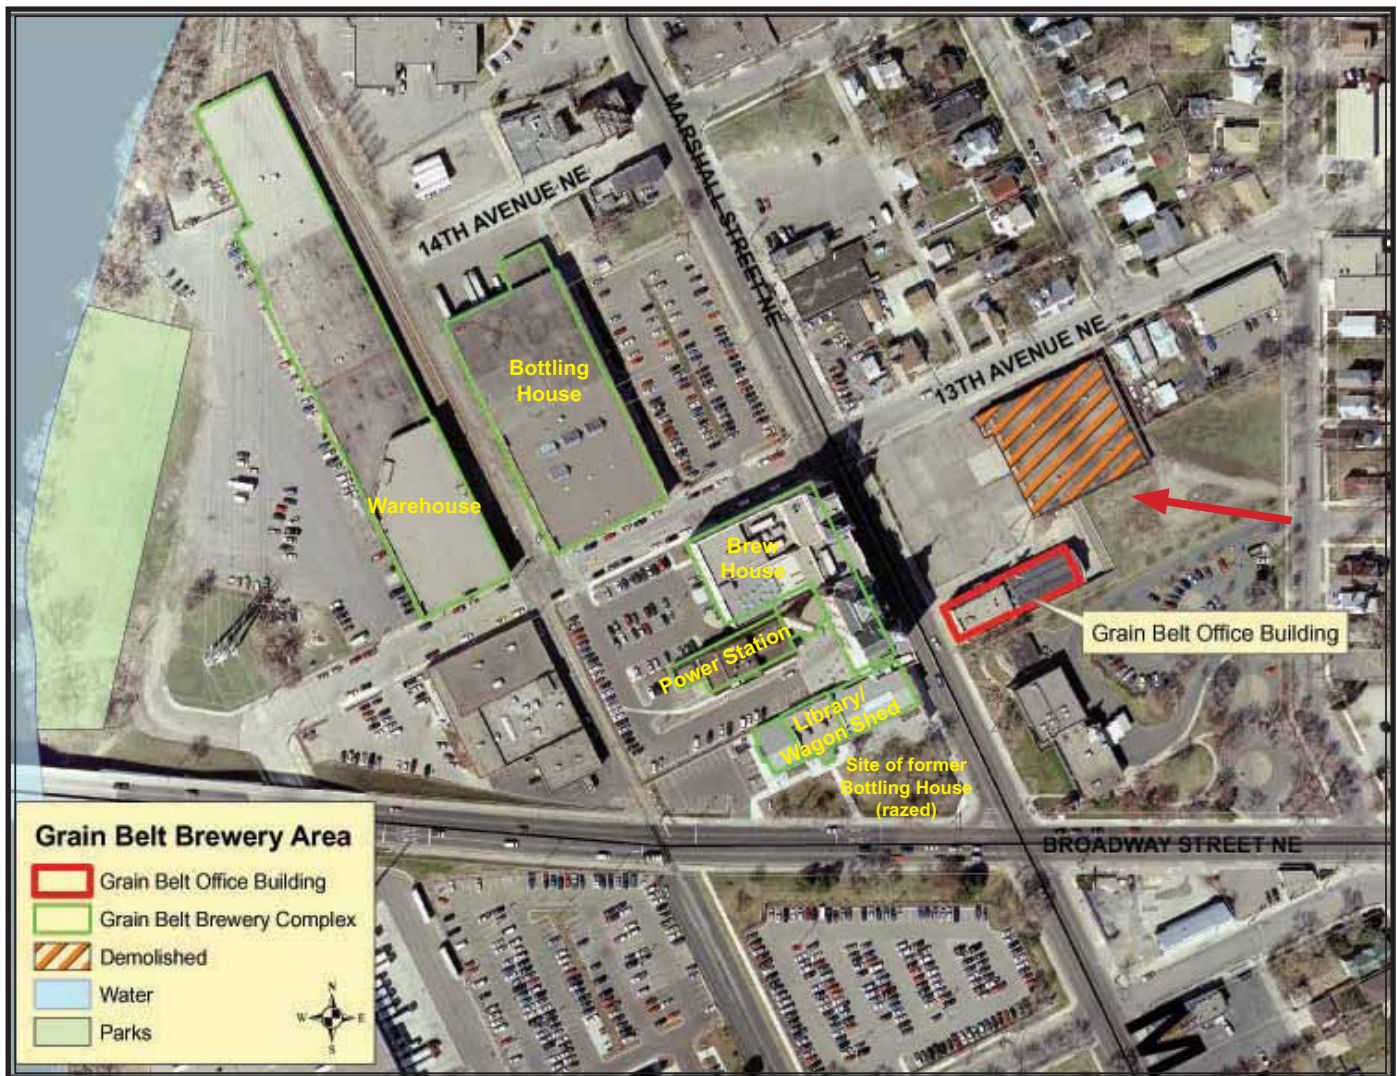 MARSHALL STREET NE
14TH AVENUE NE
13TH AVENUE NE
Bottling
House
Warehouse
Brew
House
Power Station
Grain Belt Office Building
Library/
Wagon Shed
Site of former
Bottling House
(razed)
BROADWAY STREET NE
Grain Belt Brewery Area
Grain Belt Office Building
Grain Belt Brewery Complex
Demolished
Water
Parks
N
W
E
S